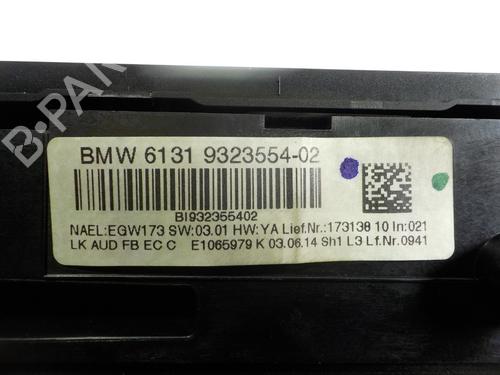 BMW 6131 9323554-02
BI932355402
NAEL:EGW173 SW:03.01 HW:YA Lief.Nr.:173138 10 In:021
LK AUD FB EC C E1065979 K 03.06.14 Sh1 L3 Lf.Nr.0941
B-PARTS